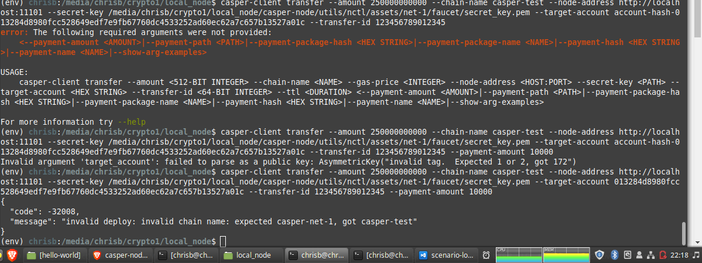 (env) chrisb:/media/chrisb/crypto1/local_node$ casper-client transfer --amount 250000000000 --chain-name casper-test --node-address http://local
host:11101 --secret-key /media/chrisb/crypto1/local_node/casper-node/utils/nctl/assets/net-1/faucet/secret_key.pem --target-account account-hash-0
13284d8980fcc528649edf7e9fb67760dc4533252ad60ec62a7c657b13527a01c --transfer-id 123456789012345
error: The following required arguments were not provided:
<--payment-amount <AMOUNT>|--payment-path <PATH>|--payment-package-hash <HEX STRING>|--payment-package-name <NAME>|--payment-hash <HEX STRING
>|--payment-name <NAME>|--show-arg-examples>
USAGE:
casper-client transfer --amount <512-BIT INTEGER> --chain-name <NAME> --gas-price <INTEGER> --node-address <HOST:PORT> --secret-key <PATH> --
target-account <HEX STRING> --transfer-id <64-BIT INTEGER> --ttl <DURATION> <--payment-amount <AMOUNT>|--payment-path <PATH>|--payment-package-ha
sh <HEX STRING>|--payment-package-name <NAME>|--payment-hash <HEX STRING>|--payment-name <NAME>|--show-arg-examples>
For more information try --help
(env) chrisb:/media/chrisb/crypto1/local_node$ casper-client transfer --amount 250000000000 --chain-name casper-test --node-address http://local
host:11101 --secret-key /media/chrisb/crypto1/local_node/casper-node/utils/nctl/assets/net-1/faucet/secret_key.pem --target-account account-hash-0
13284d8980fcc528649edf7e9fb67760dc4533252ad60ec62a7c657b13527a01c --transfer-id 123456789012345 --payment-amount 10000
Invalid argument 'target_account': failed to parse as a public key: AsymmetricKey("invalid tag.  Expected 1 or 2, got 172")
(env) chrisb:/media/chrisb/crypto1/local_node$ casper-client transfer --amount 250000000000 --chain-name casper-test --node-address http://local
host:11101 --secret-key /media/chrisb/crypto1/local_node/casper-node/utils/nctl/assets/net-1/faucet/secret_key.pem --target-account 013284d8980fcc
528649edf7e9fb67760dc4533252ad60ec62a7c657b13527a01c --transfer-id 123456789012345 --payment-amount 10000
{
"code": -32008,
"message": "invalid deploy: invalid chain name: expected casper-net-1, got casper-test"
}
(env) chrisb:/media/chrisb/crypto1/local_node$
[hello-world] casper-nod... [chrisb@ch... local_node chrisb@chr... [chrisb@ch... scenario-lo... 22:18